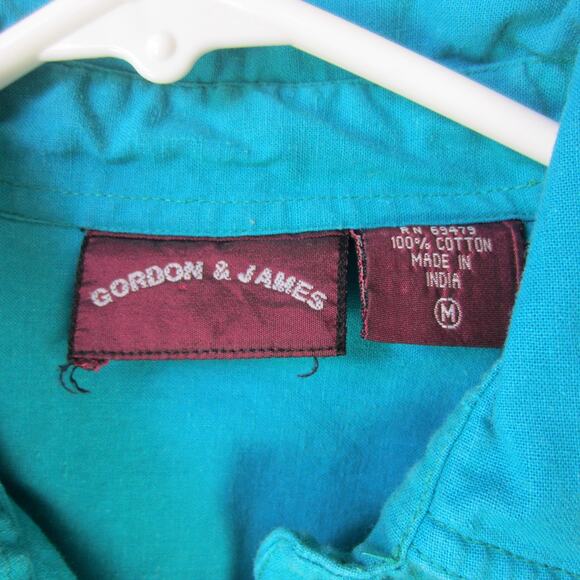 GORDON & JAMES
RN 69479
100% COTTON
MADE IN
INDIA
M